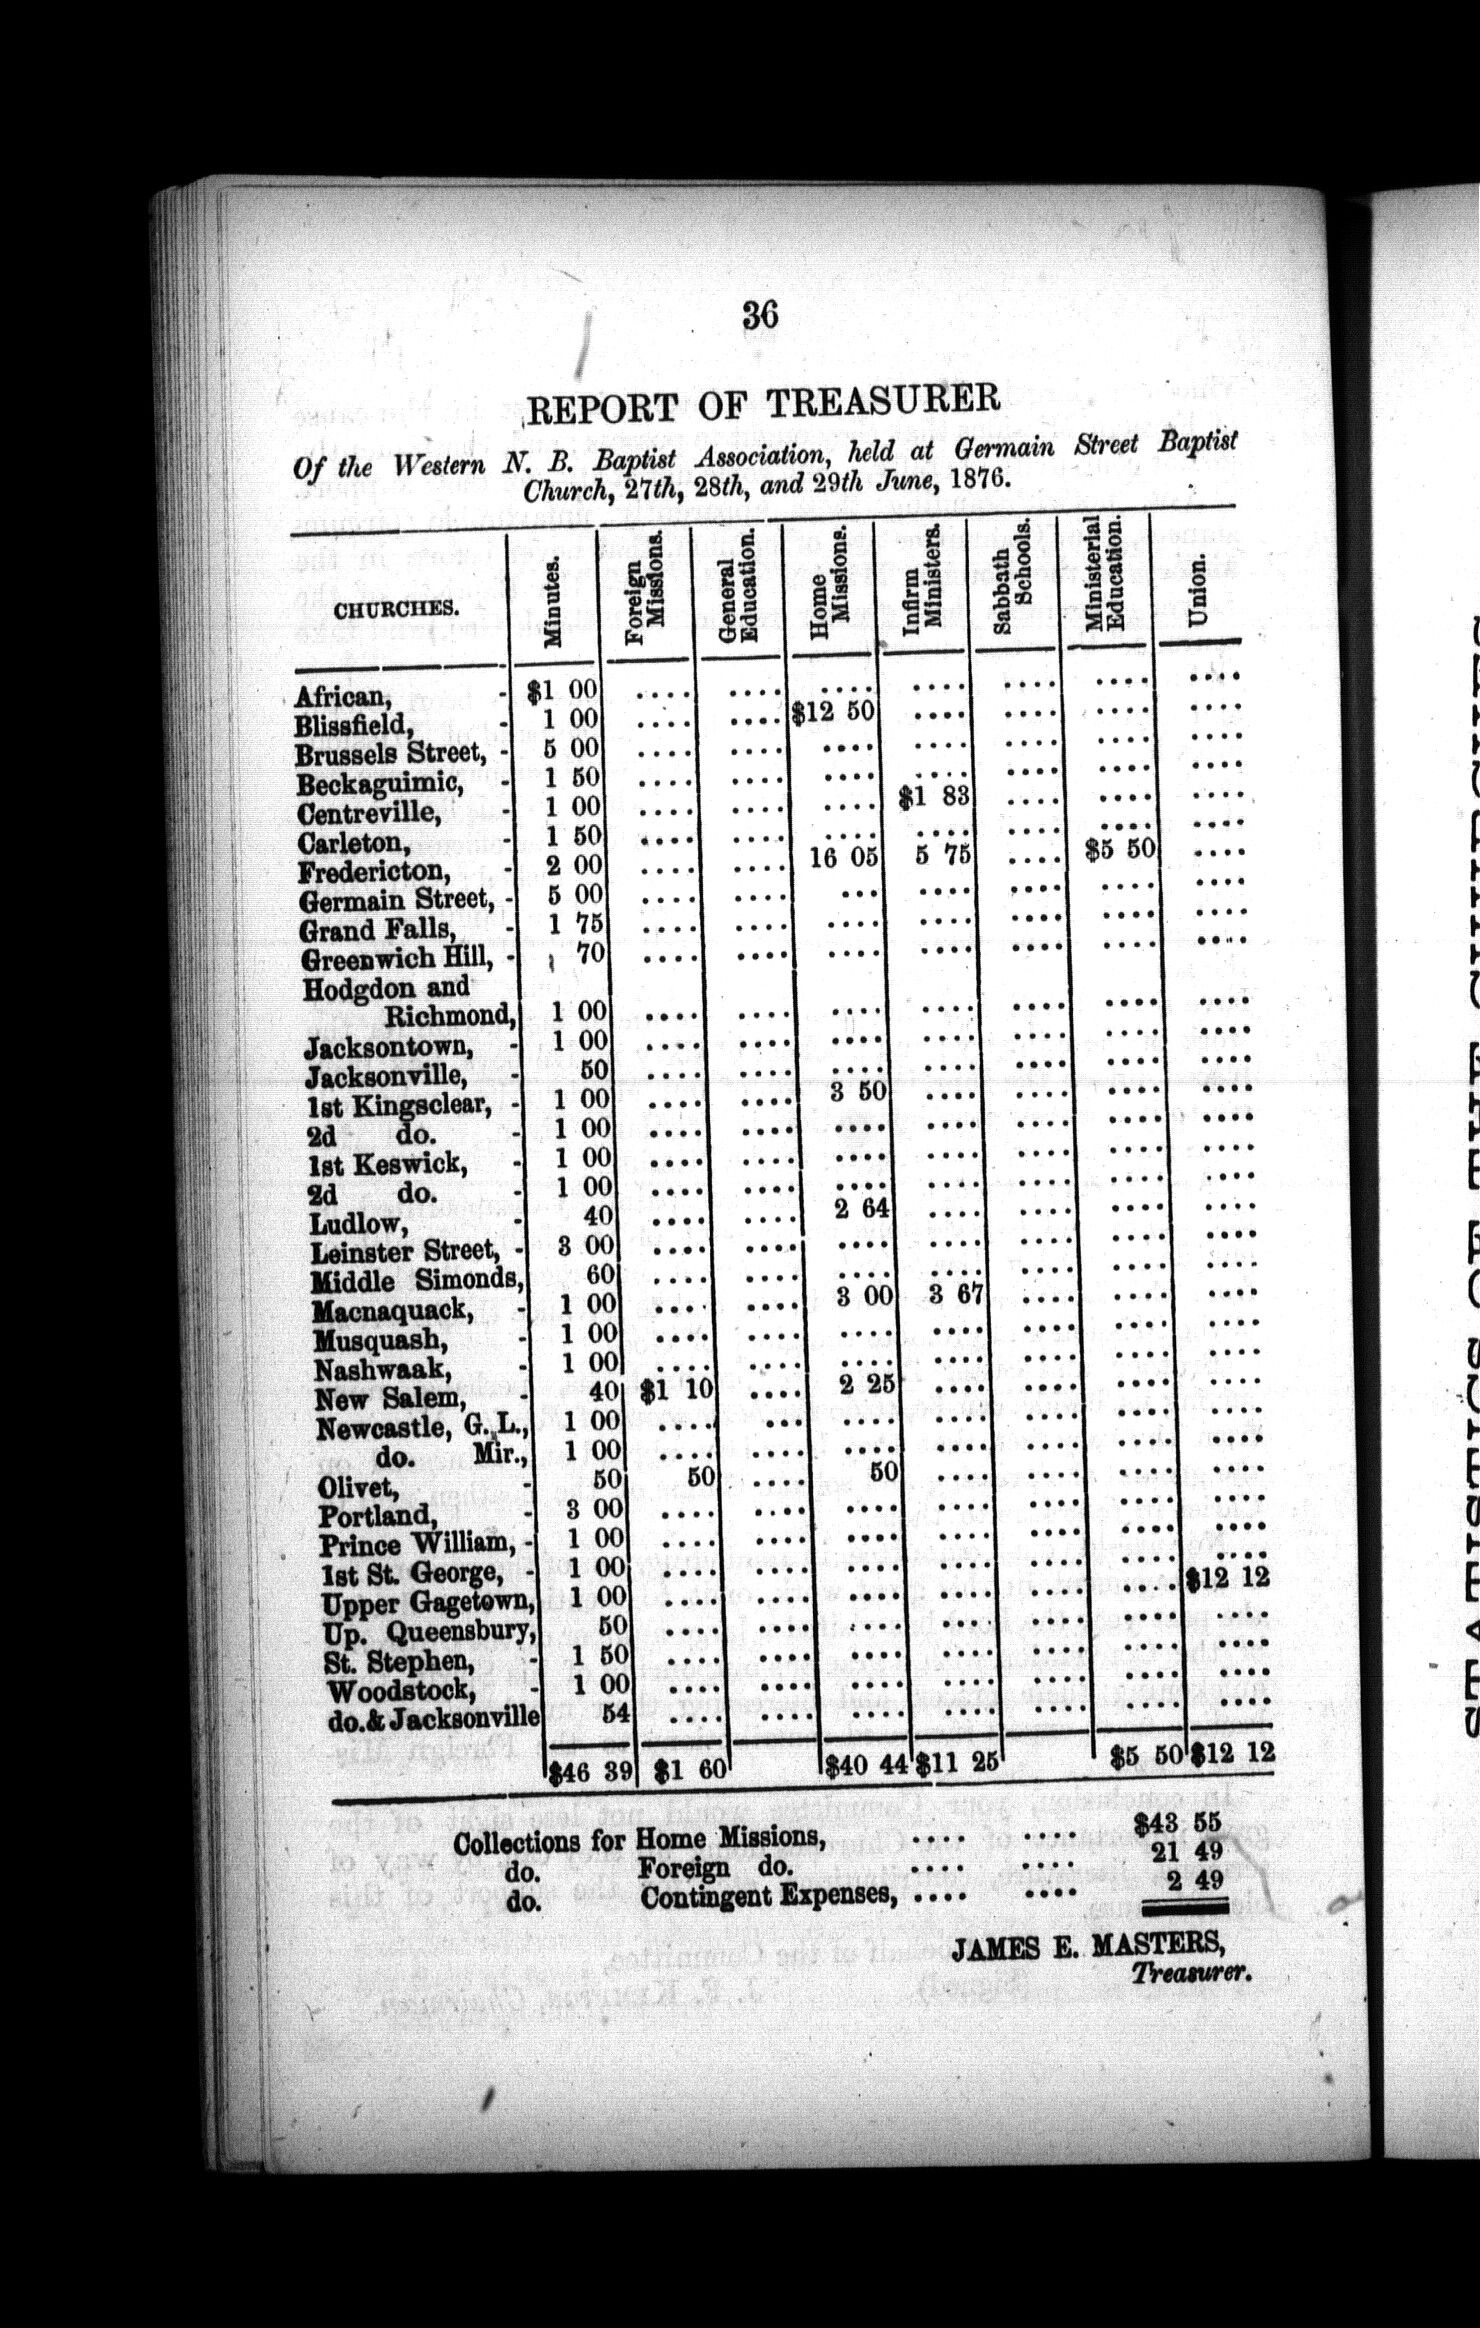 36
REPORT OF TREASURER
Of the Western N. B. Baptist Association, held at Germain Street Baptist
Church, 27th, 28th, and 29th June, 1876.
CHURCHES. Minutes. Foreign Missions. General Education. Home Missions. Infirm Ministers. Sabbath Schools. Ministerial Education. Union.
African, - $1 00 .... .... .... .... .... .... ....
Blissfield, - 1 00 .... .... $12 50 .... .... .... ....
Brussels Street, - 5 00 .... .... .... .... .... .... ....
Beckaguimic, - 1 50 .... .... .... .... .... .... ....
Centreville, - 1 00 .... .... .... $1 83 .... .... ....
Carleton, - 1 50 .... .... .... .... .... .... ....
Fredericton, - 2 00 .... .... 16 05 5 75 .... $5 50 ....
Germain Street, - 5 00 .... .... ... .... .... .... ....
Grand Falls, - 1 75 .... .... .... .... .... .... ....
Greenwich Hill, - 70 .... .... .... .... .... .... ....
Hodgdon and
Richmond, 1 00 .... .... .... .... .... .... ....
Jacksontown, - 1 00 .... .... .... .... .... .... ....
Jacksonville, - 50 .... .... .... .... .... .... ....
1st Kingsclear, - 1 00 .... .... 3 50 .... .... .... ....
2d do. - 1 00 .... .... .... .... .... .... ....
1st Keswick, - 1 00 .... .... .... .... .... .... ....
2d do. - 1 00 .... .... .... .... .... .... ....
Ludlow, - 40 .... .... 2 64 .... .... .... ....
Leinster Street, - 3 00 .... .... .... .... .... .... ....
Middle Simonds, 60 .... .... .... .... .... .... ....
Macnaquack, - 1 00 .... .... 3 00 3 67 .... .... ....
Musquash, - 1 00 .... .... .... .... .... .... ....
Nashwaak, - 1 00 .... .... .... .... .... .... ....
New Salem, - 40 $1 10 .... 2 25 .... .... .... ....
Newcastle, G. L., 1 00 .... ... .... .... .... .... ....
do. Mir., 1 00 .... .... .... .... .... .... ....
Olivet, - 50 50 .... 50 .... .... .... ....
Portland, - 3 00 .... .... .... .... .... .... ....
Prince William, - 1 00 .... .... .... .... .... .... ....
1st St. George, - 1 00 .... .... .... .... .... .... ....
Upper Gagetown, 1 00 .... .... .... .... .... .... $12 12
Up. Queensbury, 50 .... .... .... .... .... .... ....
St. Stephen, - 1 50 .... .... .... .... .... .... ....
Woodstock, - 1 00 .... .... .... .... .... .... ....
do. & Jacksonville 54 .... .... .... .... .... .... ....
$46 39 $1 60 $40 44 $11 25 $5 50 $12 12
Collections for Home Missions, .... .... $43 55
do. Foreign do. .... .... 21 49
do. Contingent Expenses, .... .... 2 49
JAMES E. MASTERS,
Treasurer.